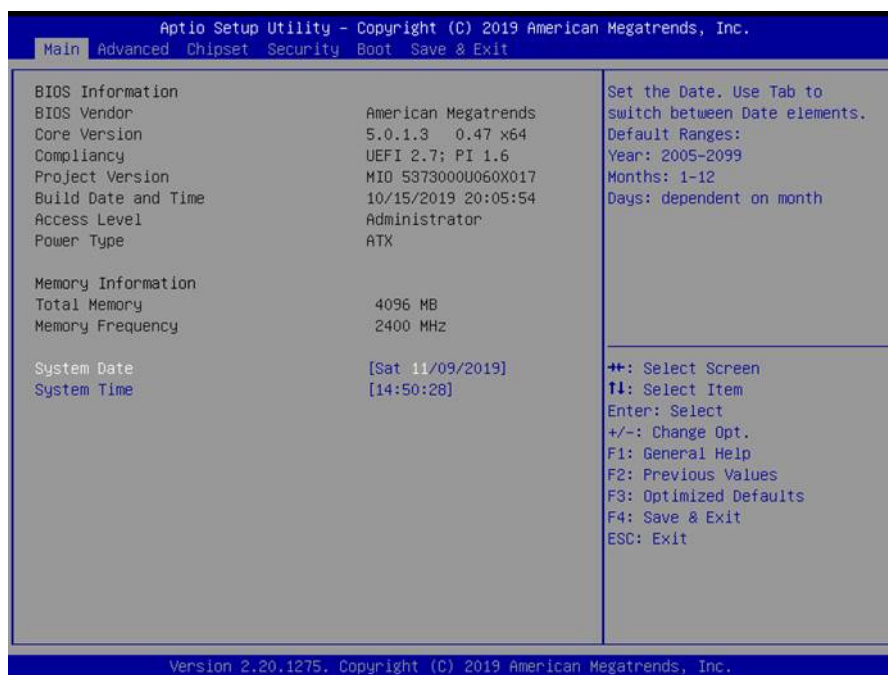 Aptio Setup Utility - Copyright (C) 2019 American Megatrends, Inc.
Main Advanced Chipset Security Boot Save & Exit
BIOS Information
BIOS Vendor American Megatrends
Core Version 5.0.1.3 0.47 x64
Compliancy UEFI 2.7; PI 1.6
Project Version MIO 5373000U060X017
Build Date and Time 10/15/2019 20:05:54
Access Level Administrator
Power Type ATX
Memory Information
Total Memory 4096 MB
Memory Frequency 2400 MHz
System Date [Sat 11/09/2019]
System Time [14:50:28]
Set the Date. Use Tab to
switch between Date elements.
Default Ranges:
Year: 2005-2099
Months: 1-12
Days: dependent on month
→←: Select Screen
↑↓: Select Item
Enter: Select
+/-: Change Opt.
F1: General Help
F2: Previous Values
F3: Optimized Defaults
F4: Save & Exit
ESC: Exit
Version 2.20.1275. Copyright (C) 2019 American Megatrends, Inc.